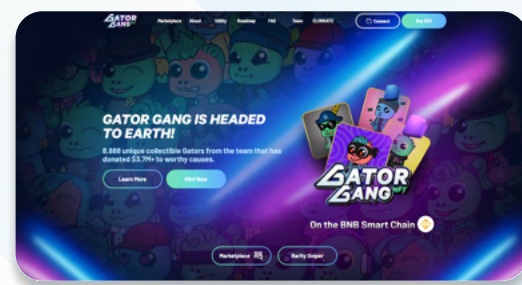 GATOR GANG
Marketplace About Utility Roadmap FAQ Team ELONGATE
Connect
GATOR GANG IS HEADED
TO EARTH!
8,888 unique collectible Gators from the team that has
donated $3.7M+ to worthy causes.
Learn More
Mint Now
GATOR
GANG NFT
On the BNB Smart Chain
Marketplace
Rarity Sniper